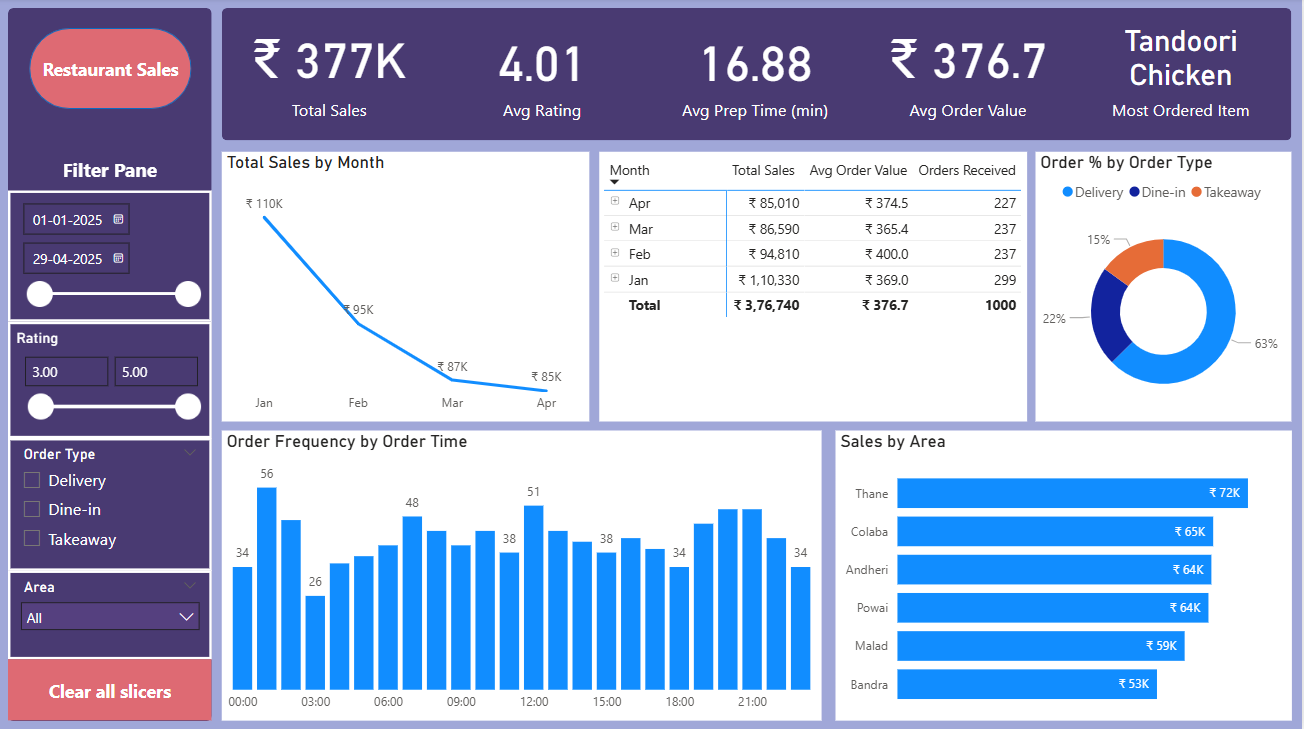 Restaurant Sales
Filter Pane
01-01-2025
29-04-2025
Rating
3.00 5.00
Order Type
Delivery
Dine-in
Takeaway
Area
All
Clear all slicers
₹ 377K
Total Sales
4.01
Avg Rating
16.88
Avg Prep Time (min)
₹ 376.7
Avg Order Value
Tandoori
Chicken
Most Ordered Item
Total Sales by Month
₹ 110K
₹ 95K
₹ 87K
₹ 85K
Jan Feb Mar Apr
Month Total Sales Avg Order Value Orders Received
Apr ₹ 85,010 ₹ 374.5 227
Mar ₹ 86,590 ₹ 365.4 237
Feb ₹ 94,810 ₹ 400.0 237
Jan ₹ 1,10,330 ₹ 369.0 299
Total ₹ 3,76,740 ₹ 376.7 1000
Order % by Order Type
Delivery Dine-in Takeaway
15%
22%
63%
Order Frequency by Order Time
34 56 26 48 38 51 38 34 34
00:00 03:00 06:00 09:00 12:00 15:00 18:00 21:00
Sales by Area
Thane ₹ 72K
Colaba ₹ 65K
Andheri ₹ 64K
Powai ₹ 64K
Malad ₹ 59K
Bandra ₹ 53K